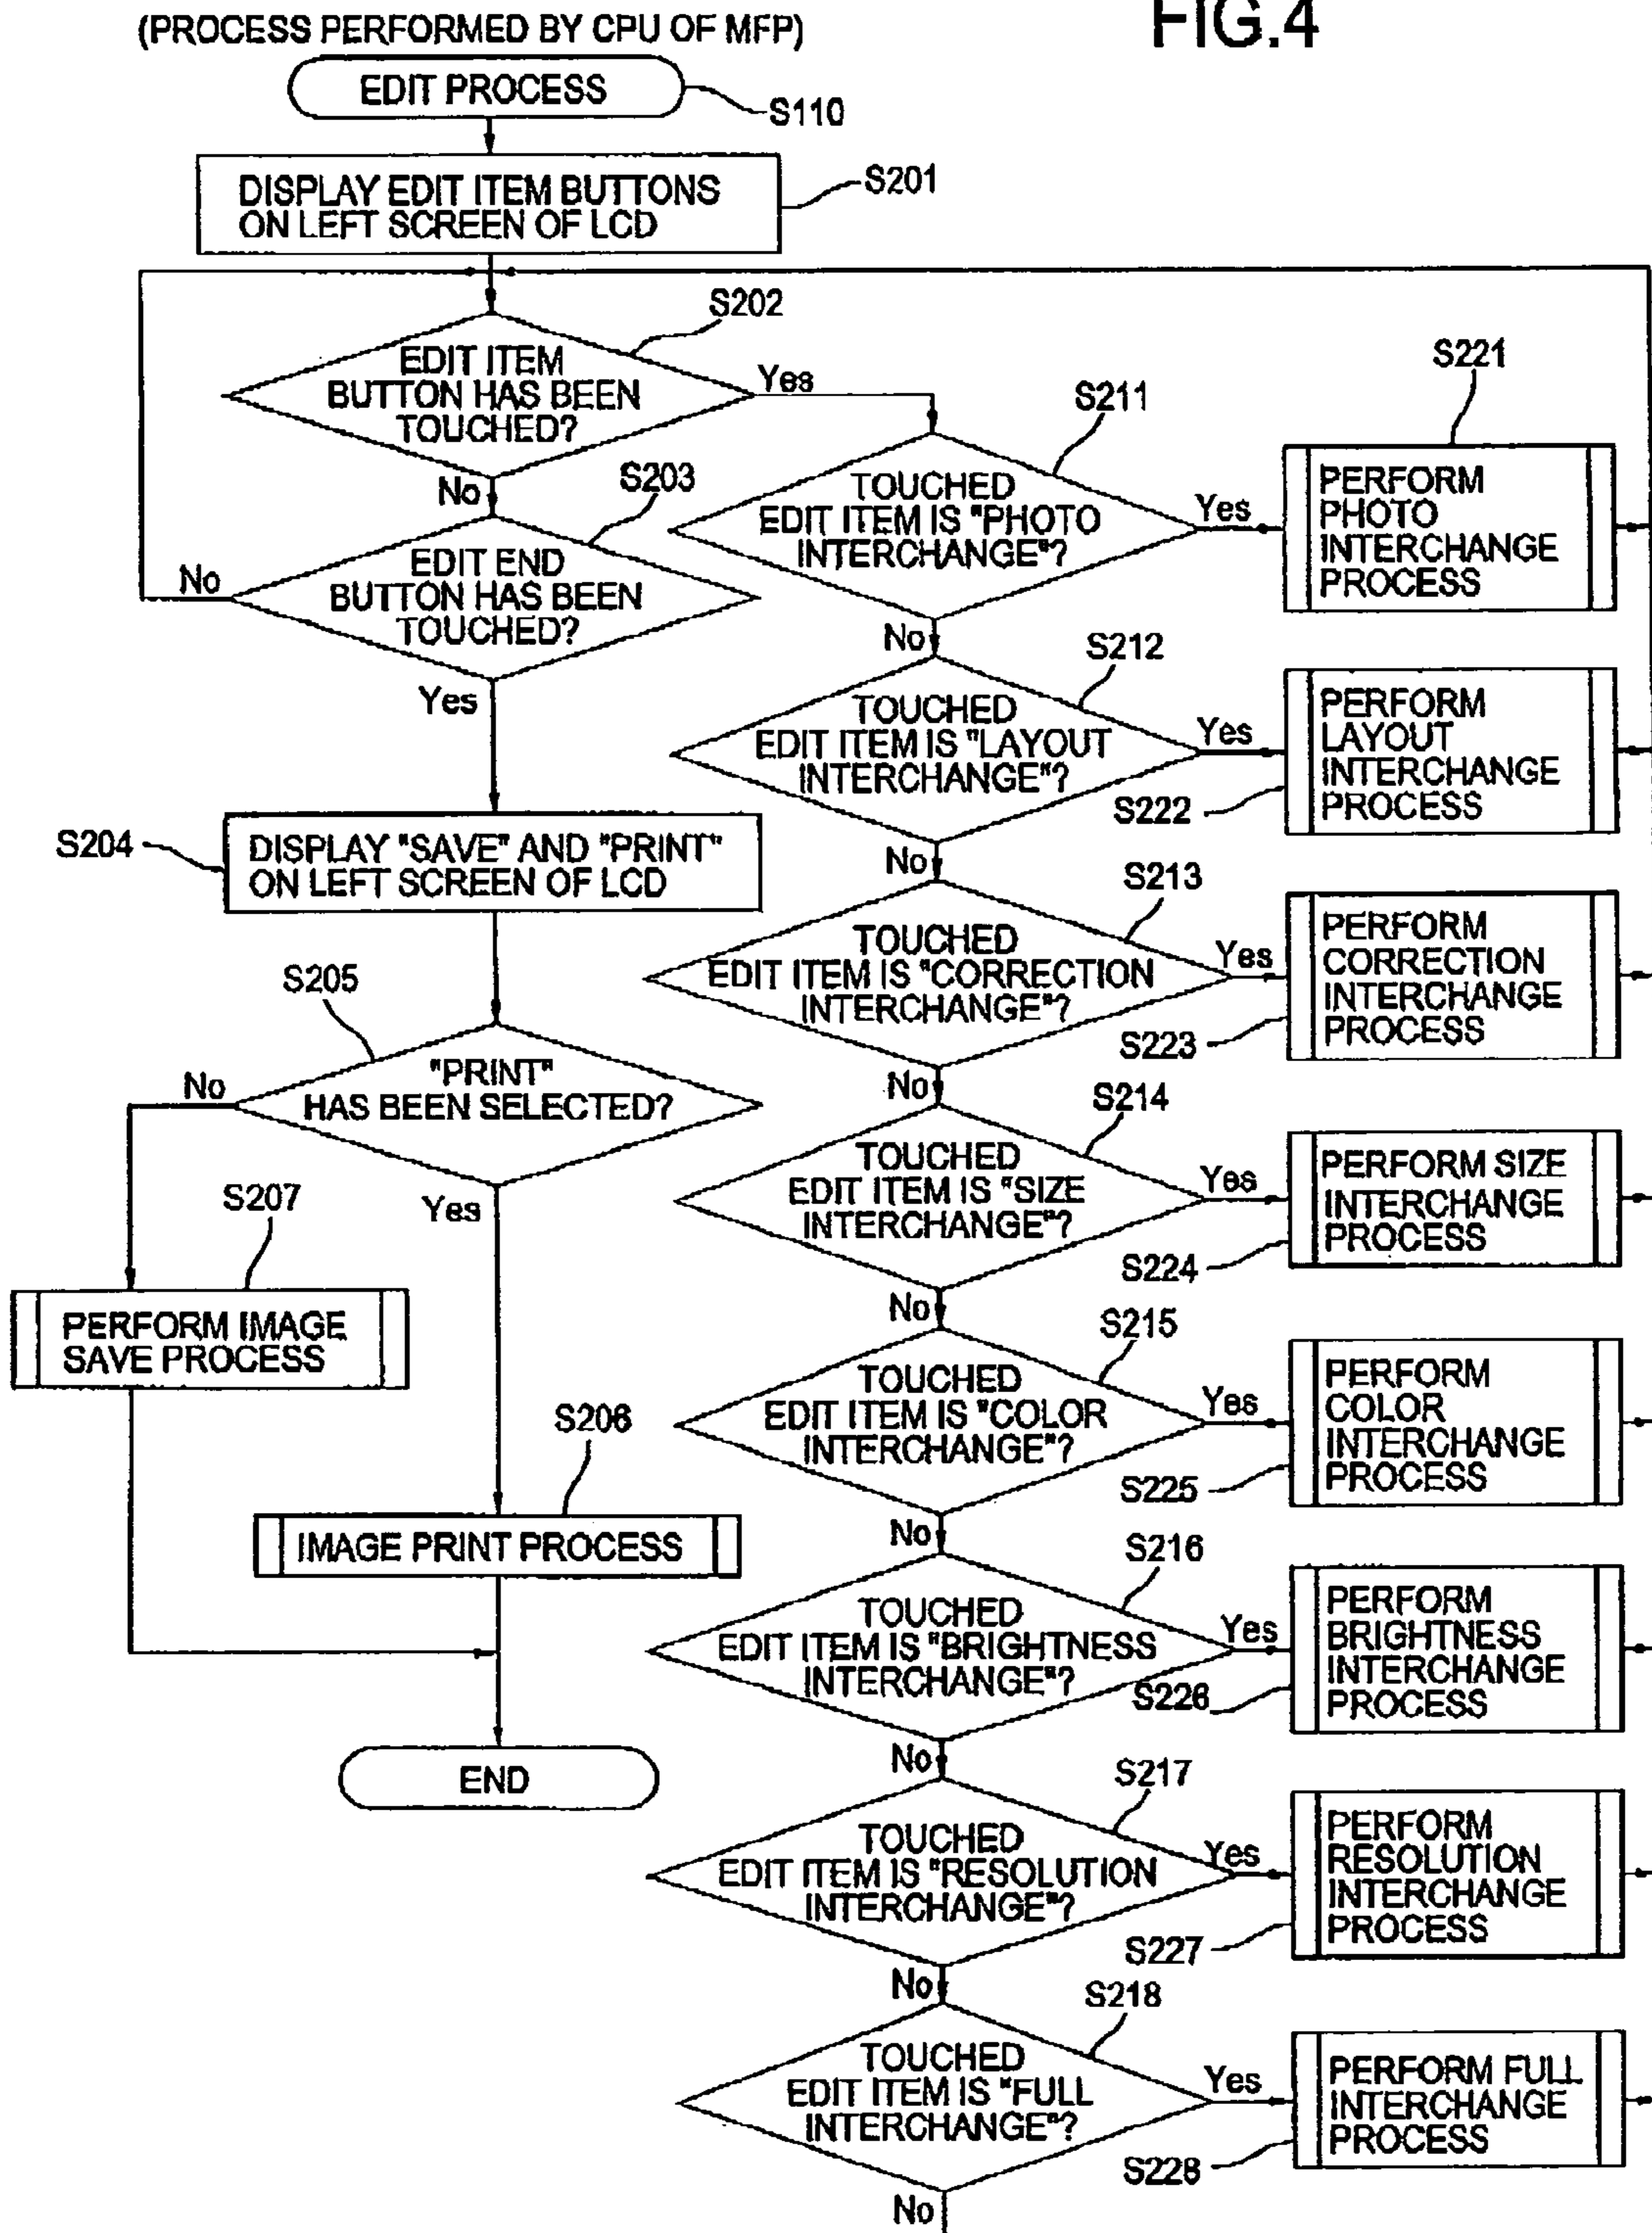 (PROCESS PERFORMED BY CPU OF MFP)
FIG.4
EDIT PROCESS
S110
DISPLAY EDIT ITEM BUTTONS
ON LEFT SCREEN OF LCD
S201
S202
EDIT ITEM
BUTTON HAS BEEN
TOUCHED?
Yes
No
S203
EDIT END
BUTTON HAS BEEN
TOUCHED?
No
Yes
S204
DISPLAY "SAVE" AND "PRINT"
ON LEFT SCREEN OF LCD
S205
"PRINT"
HAS BEEN SELECTED?
No
Yes
S207
PERFORM IMAGE
SAVE PROCESS
S206
IMAGE PRINT PROCESS
END
S211
TOUCHED
EDIT ITEM IS "PHOTO
INTERCHANGE"?
Yes
No
S221
PERFORM
PHOTO
INTERCHANGE
PROCESS
S212
TOUCHED
EDIT ITEM IS "LAYOUT
INTERCHANGE"?
Yes
No
S222
PERFORM
LAYOUT
INTERCHANGE
PROCESS
S213
TOUCHED
EDIT ITEM IS "CORRECTION
INTERCHANGE"?
Yes
No
S223
PERFORM
CORRECTION
INTERCHANGE
PROCESS
S214
TOUCHED
EDIT ITEM IS "SIZE
INTERCHANGE"?
Yes
No
S224
PERFORM SIZE
INTERCHANGE
PROCESS
S215
TOUCHED
EDIT ITEM IS "COLOR
INTERCHANGE"?
Yes
No
S225
PERFORM
COLOR
INTERCHANGE
PROCESS
S216
TOUCHED
EDIT ITEM IS "BRIGHTNESS
INTERCHANGE"?
Yes
No
S226
PERFORM
BRIGHTNESS
INTERCHANGE
PROCESS
S217
TOUCHED
EDIT ITEM IS "RESOLUTION
INTERCHANGE"?
Yes
No
S227
PERFORM
RESOLUTION
INTERCHANGE
PROCESS
S218
TOUCHED
EDIT ITEM IS "FULL
INTERCHANGE"?
Yes
No
S228
PERFORM FULL
INTERCHANGE
PROCESS